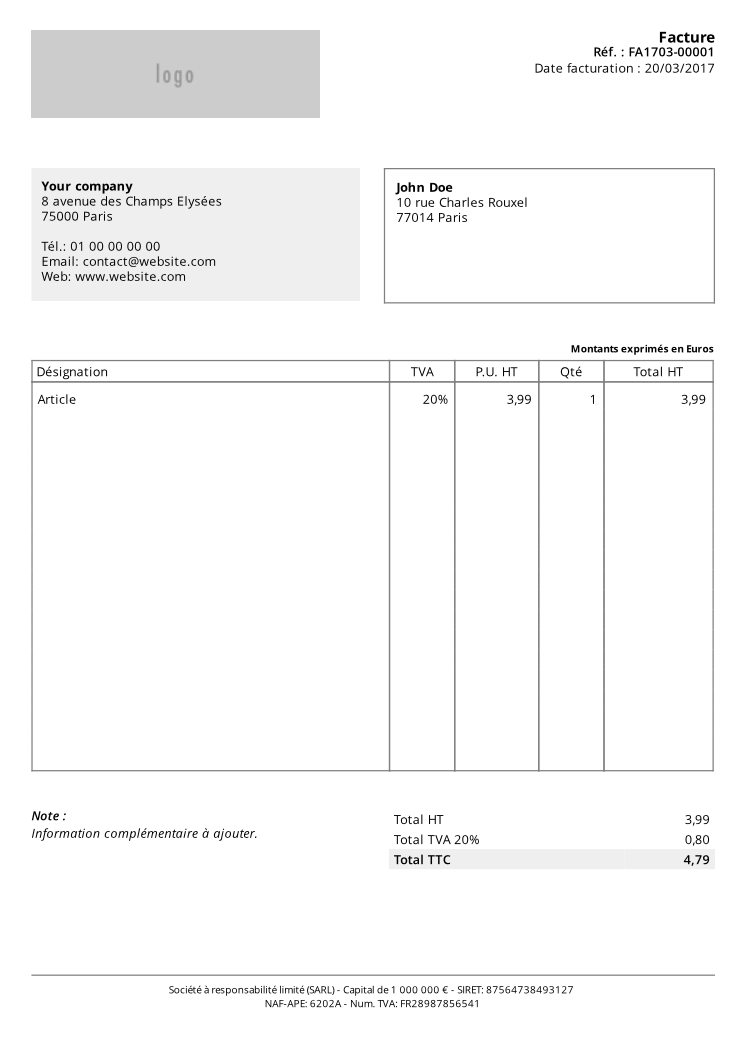 logo
Facture
Réf. : FA1703-00001
Date facturation : 20/03/2017
Your company
8 avenue des Champs Elysées
75000 Paris
Tél.: 01 00 00 00 00
Email: contact@website.com
Web: www.website.com
John Doe
10 rue Charles Rouxel
77014 Paris
Montants exprimés en Euros
Désignation TVA P.U. HT Qté Total HT
Article 20% 3,99 1 3,99
Note :
Information complémentaire à ajouter.
Total HT 3,99
Total TVA 20% 0,80
Total TTC 4,79
Société à responsabilité limité (SARL) - Capital de 1 000 000 € - SIRET: 87564738493127
NAF-APE: 6202A - Num. TVA: FR28987856541